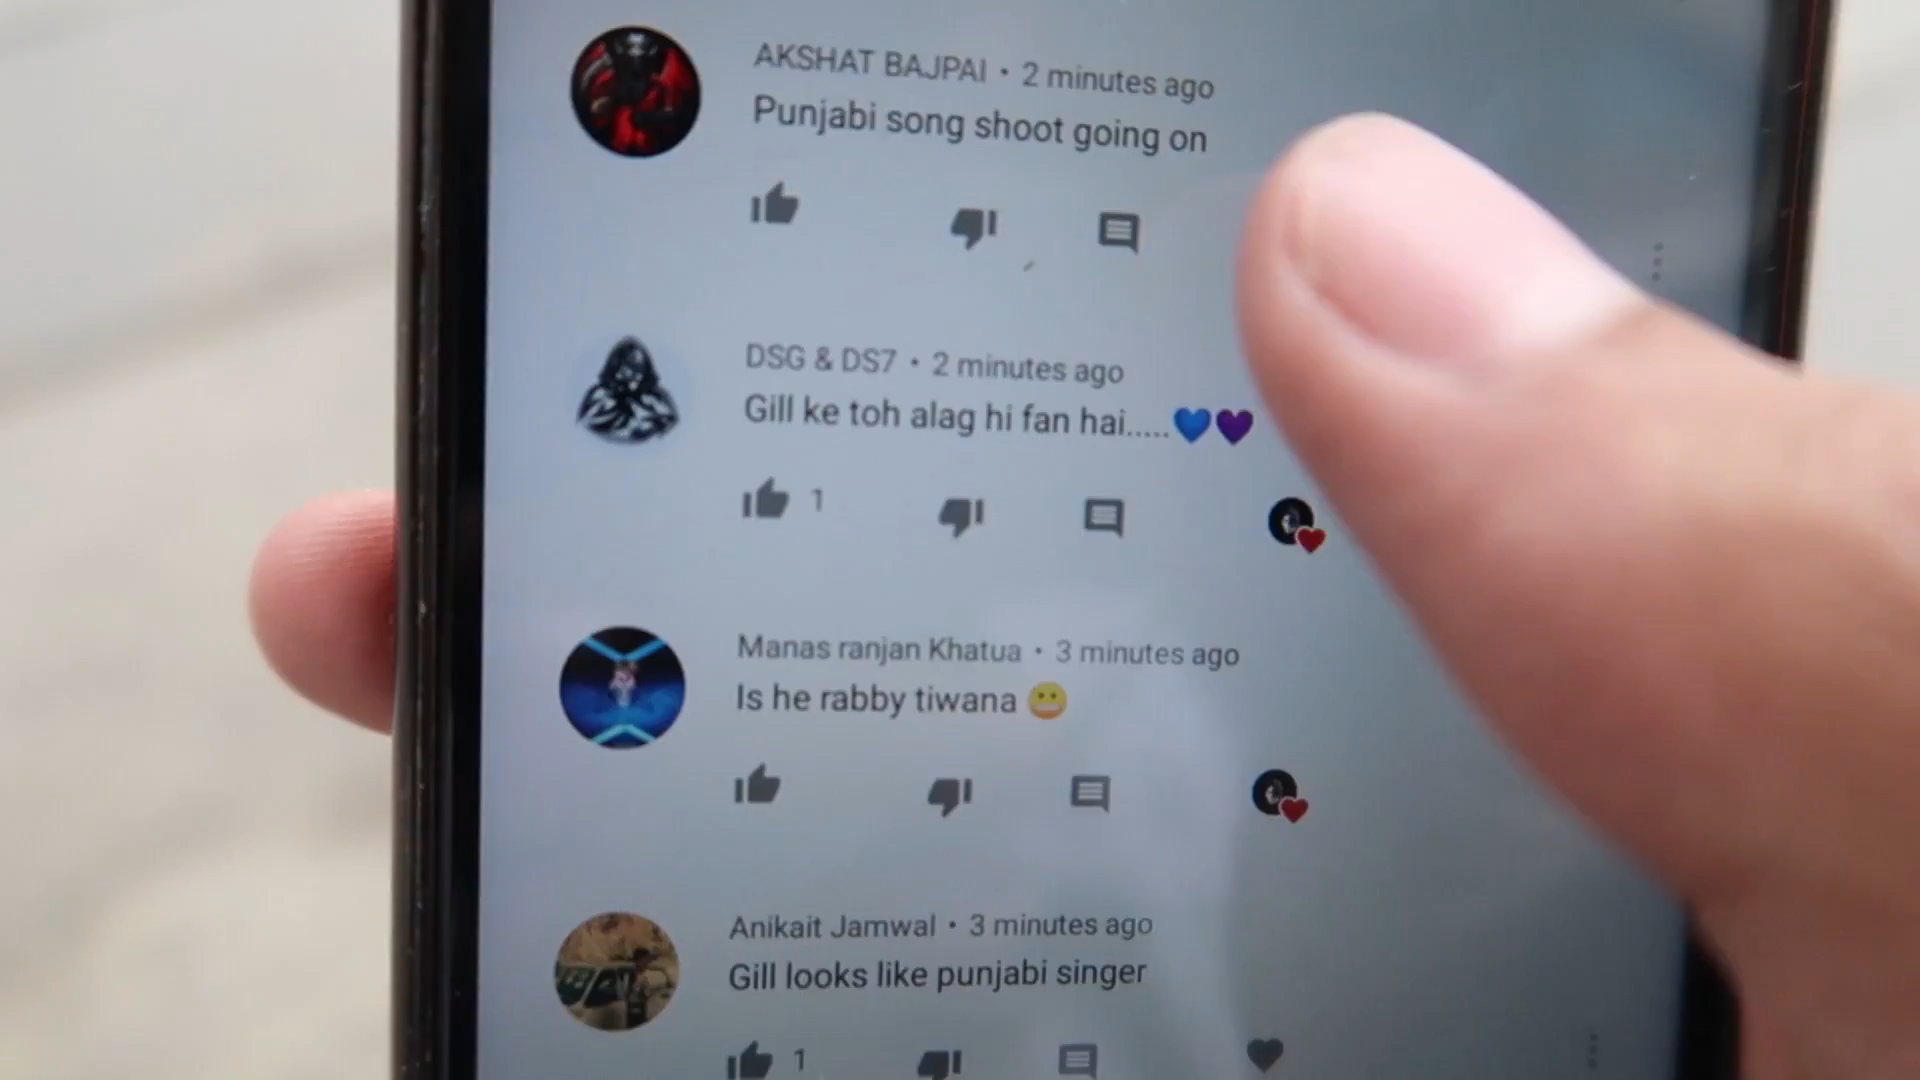 AKSHAT BAJPAI • 2 minutes ago
Punjabi song shoot going on
DSG & DS7 • 2 minutes ago
Gill ke toh alag hi fan hai.....💙💜
1
Manas ranjan Khatua • 3 minutes ago
Is he rabby tiwana 😬
Anikait Jamwal • 3 minutes ago
Gill looks like punjabi singer
1